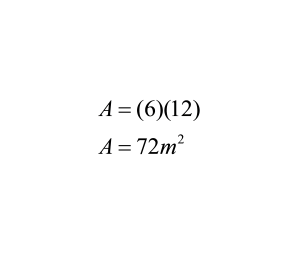 A = (6)(12)
A = 72m²